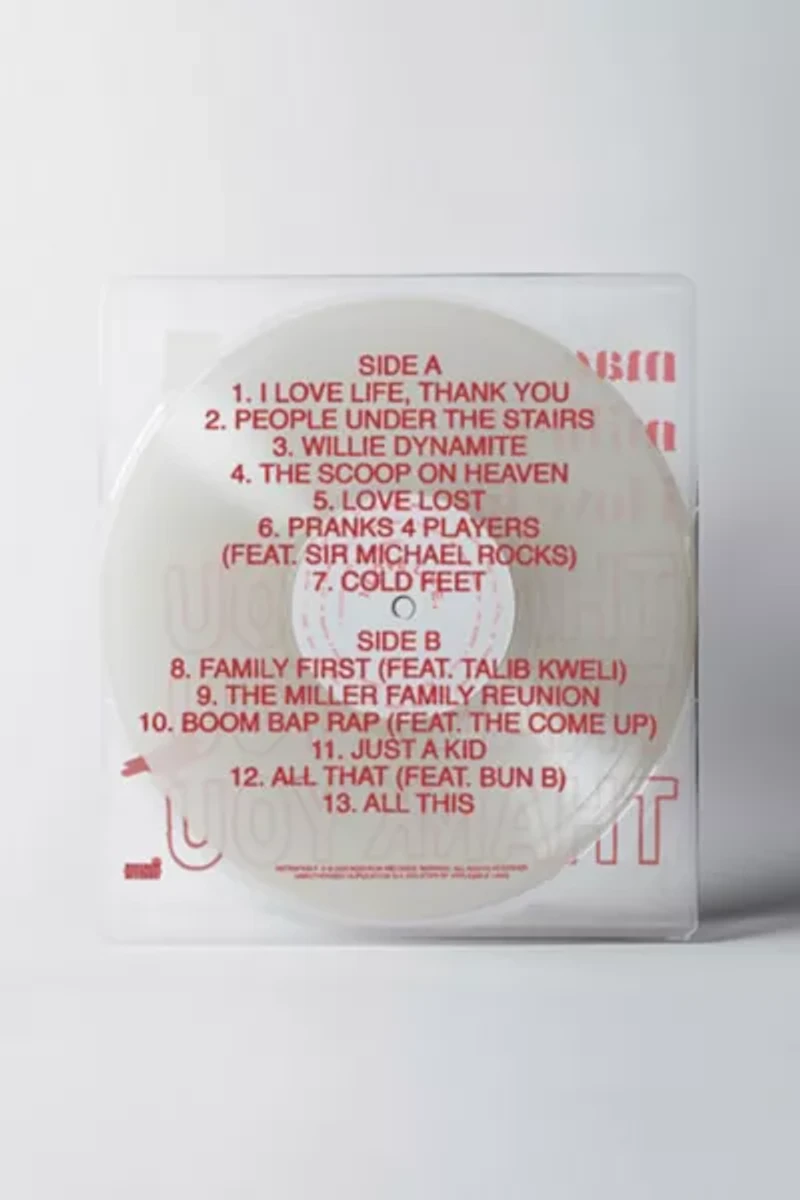 SIDE A
1. I LOVE LIFE, THANK YOU
2. PEOPLE UNDER THE STAIRS
3. WILLIE DYNAMITE
4. THE SCOOP ON HEAVEN
5. LOVE LOST
6. PRANKS 4 PLAYERS
(FEAT. SIR MICHAEL ROCKS)
7. COLD FEET
SIDE B
8. FAMILY FIRST (FEAT. TALIB KWELI)
9. THE MILLER FAMILY REUNION
10. BOOM BAP RAP (FEAT. THE COME UP)
11. JUST A KID
12. ALL THAT (FEAT. BUN B)
13. ALL THIS
THANK YOU